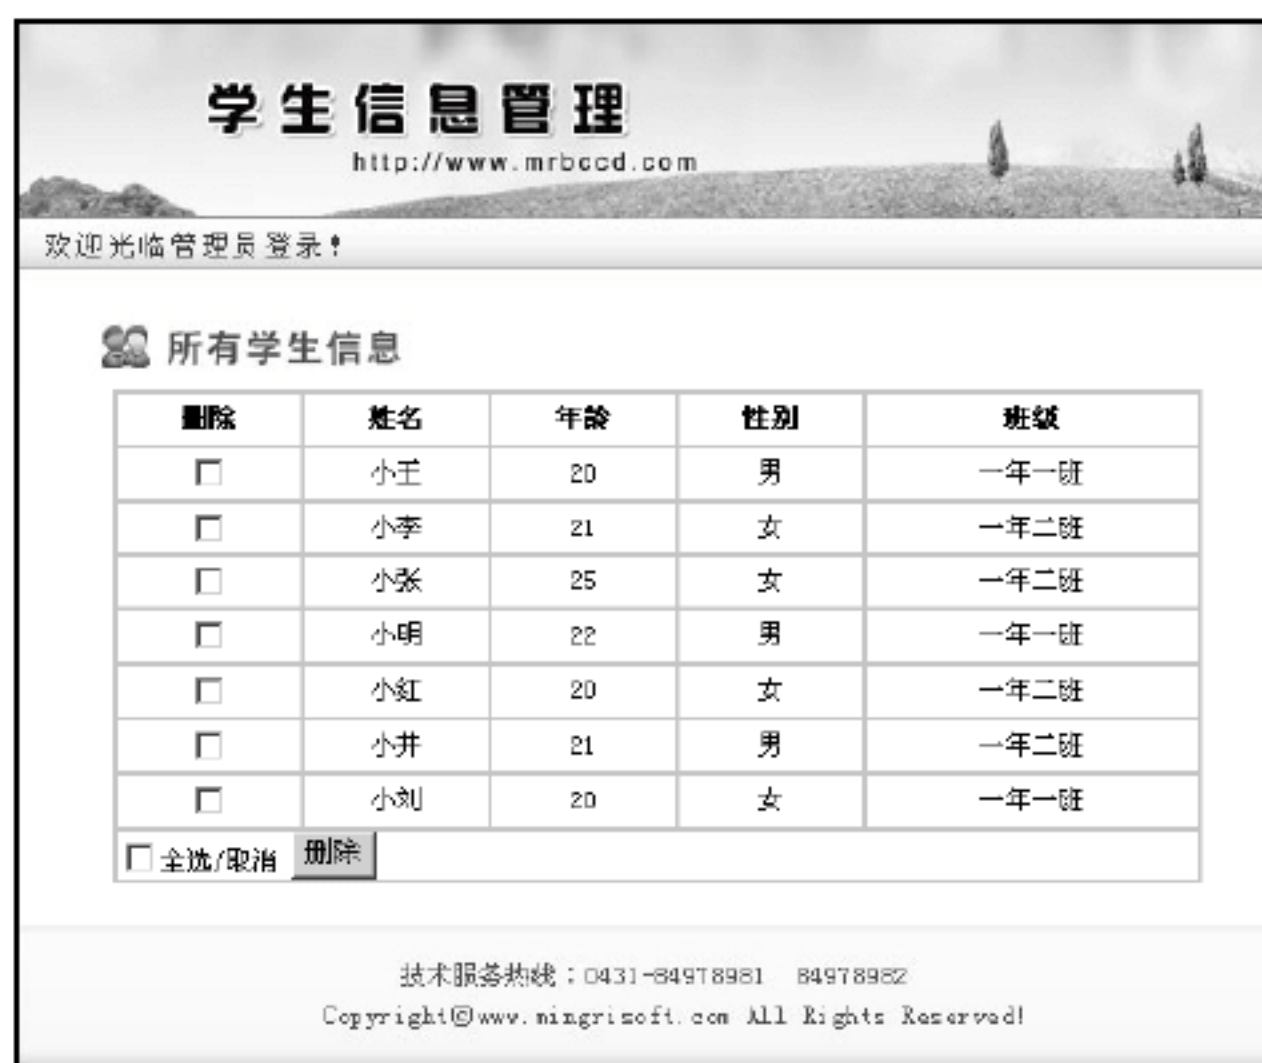 学生信息管理
http://www.mrbccd.com
欢迎光临管理员登录!
所有学生信息
删除 姓名 年龄 性别 班级
小王 20 男 一年一班
小李 21 女 一年二班
小张 25 女 一年二班
小明 22 男 一年一班
小红 20 女 一年二班
小井 21 男 一年二班
小刘 20 女 一年一班
全选/取消 删除
技术服务热线：0431-84978981 84978982
Copyright©www.mingrisoft.com All Rights Reserved!